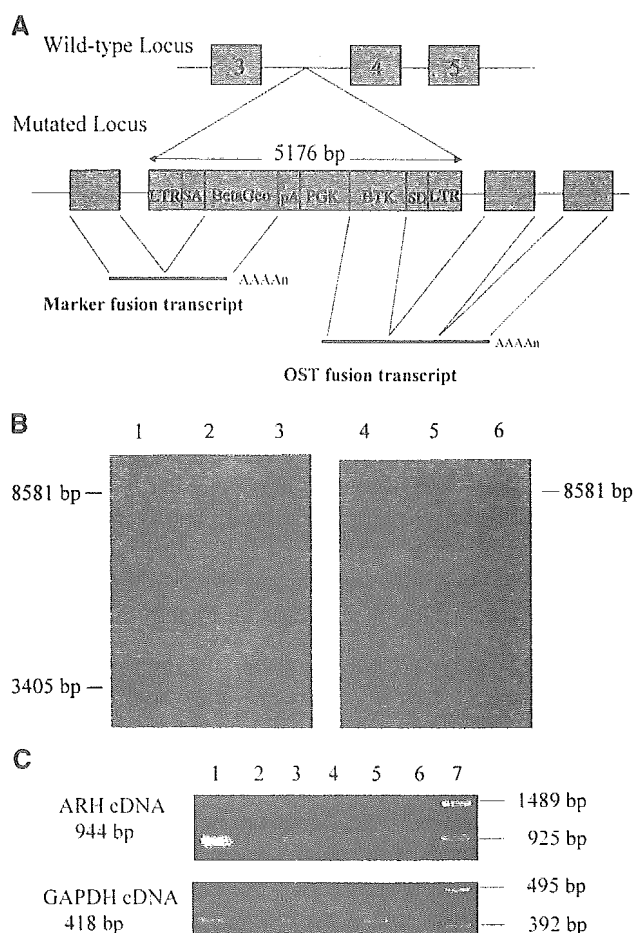 A
Wild-type Locus
3 4 5
Mutated Locus
5176 bp
LTR SA BetaGeo pA PGK BTK SD LTR
AAAAn
Marker fusion transcript
AAAAn
OST fusion transcript
B
1 2 3 4 5 6
8581 bp
8581 bp
3405 bp
C
1 2 3 4 5 6 7
ARH cDNA
944 bp
1489 bp
925 bp
GAPDH cDNA
418 bp
495 bp
392 bp